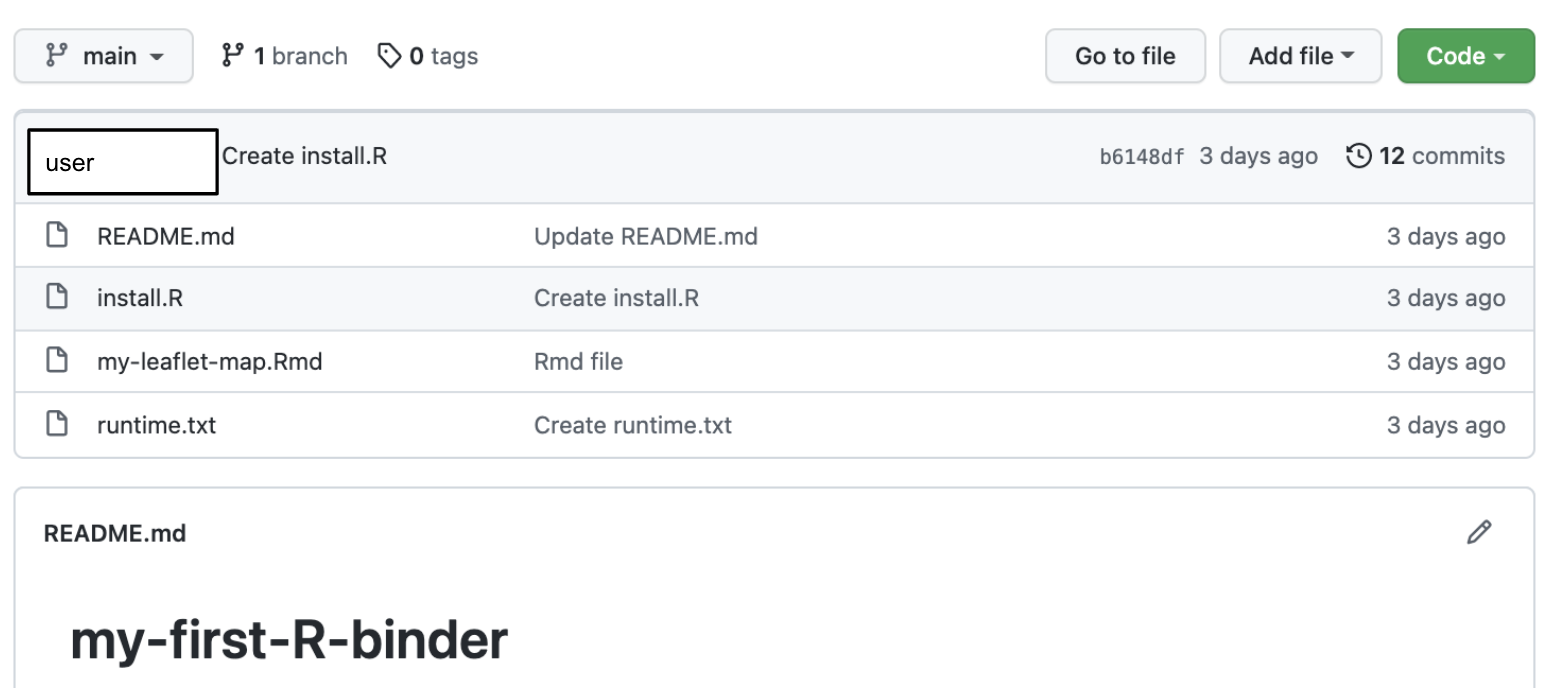 main 1 branch 0 tags Go to file Add file Code
user Create install.R b6148df 3 days ago 12 commits
README.md Update README.md 3 days ago
install.R Create install.R 3 days ago
my-leaflet-map.Rmd Rmd file 3 days ago
runtime.txt Create runtime.txt 3 days ago
README.md
my-first-R-binder